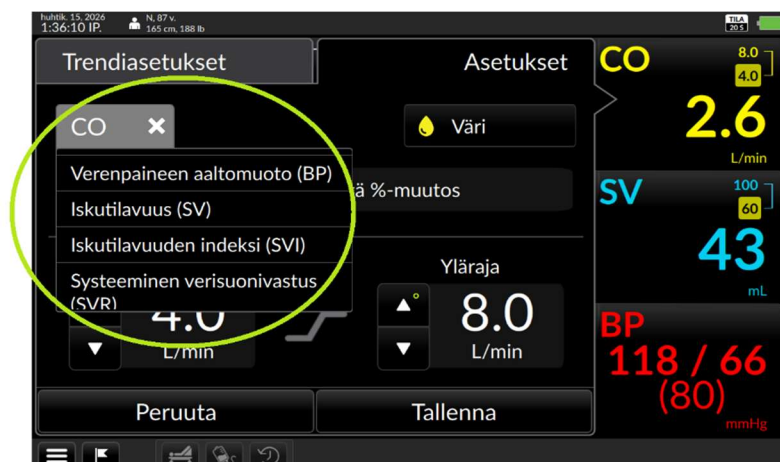 huhtik. 15, 2026
1:36:10 IP.
N, 87 v.
165 cm, 188 lb
TILA
20 S
Trendiasetukset
Asetukset
CO
8.0
4.0
2.6
L/min
CO
Väri
Verenpaineen aaltomuoto (BP)
Iskutilavuus (SV)
Iskutilavuuden indeksi (SVI)
Systeeminen verisuonivastus
(SVR)
%-muutos
SV
100
60
43
mL
Yläraja
4.0
L/min
8.0
L/min
BP
118 / 66
(80)
mmHg
Peruuta
Tallenna